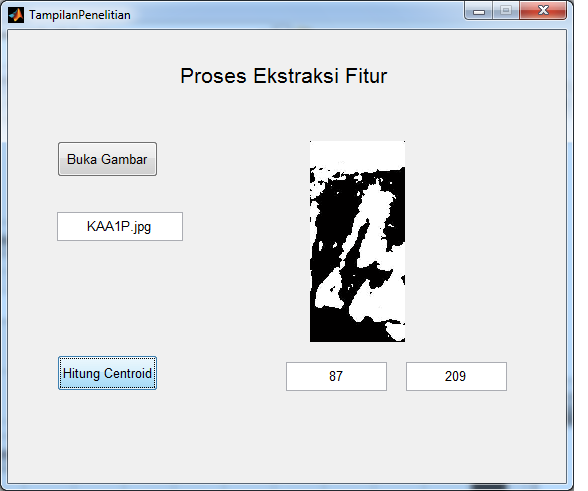 TampilanPenelitian
Proses Ekstraksi Fitur
Buka Gambar
KAA1P.jpg
Hitung Centroid
87
209